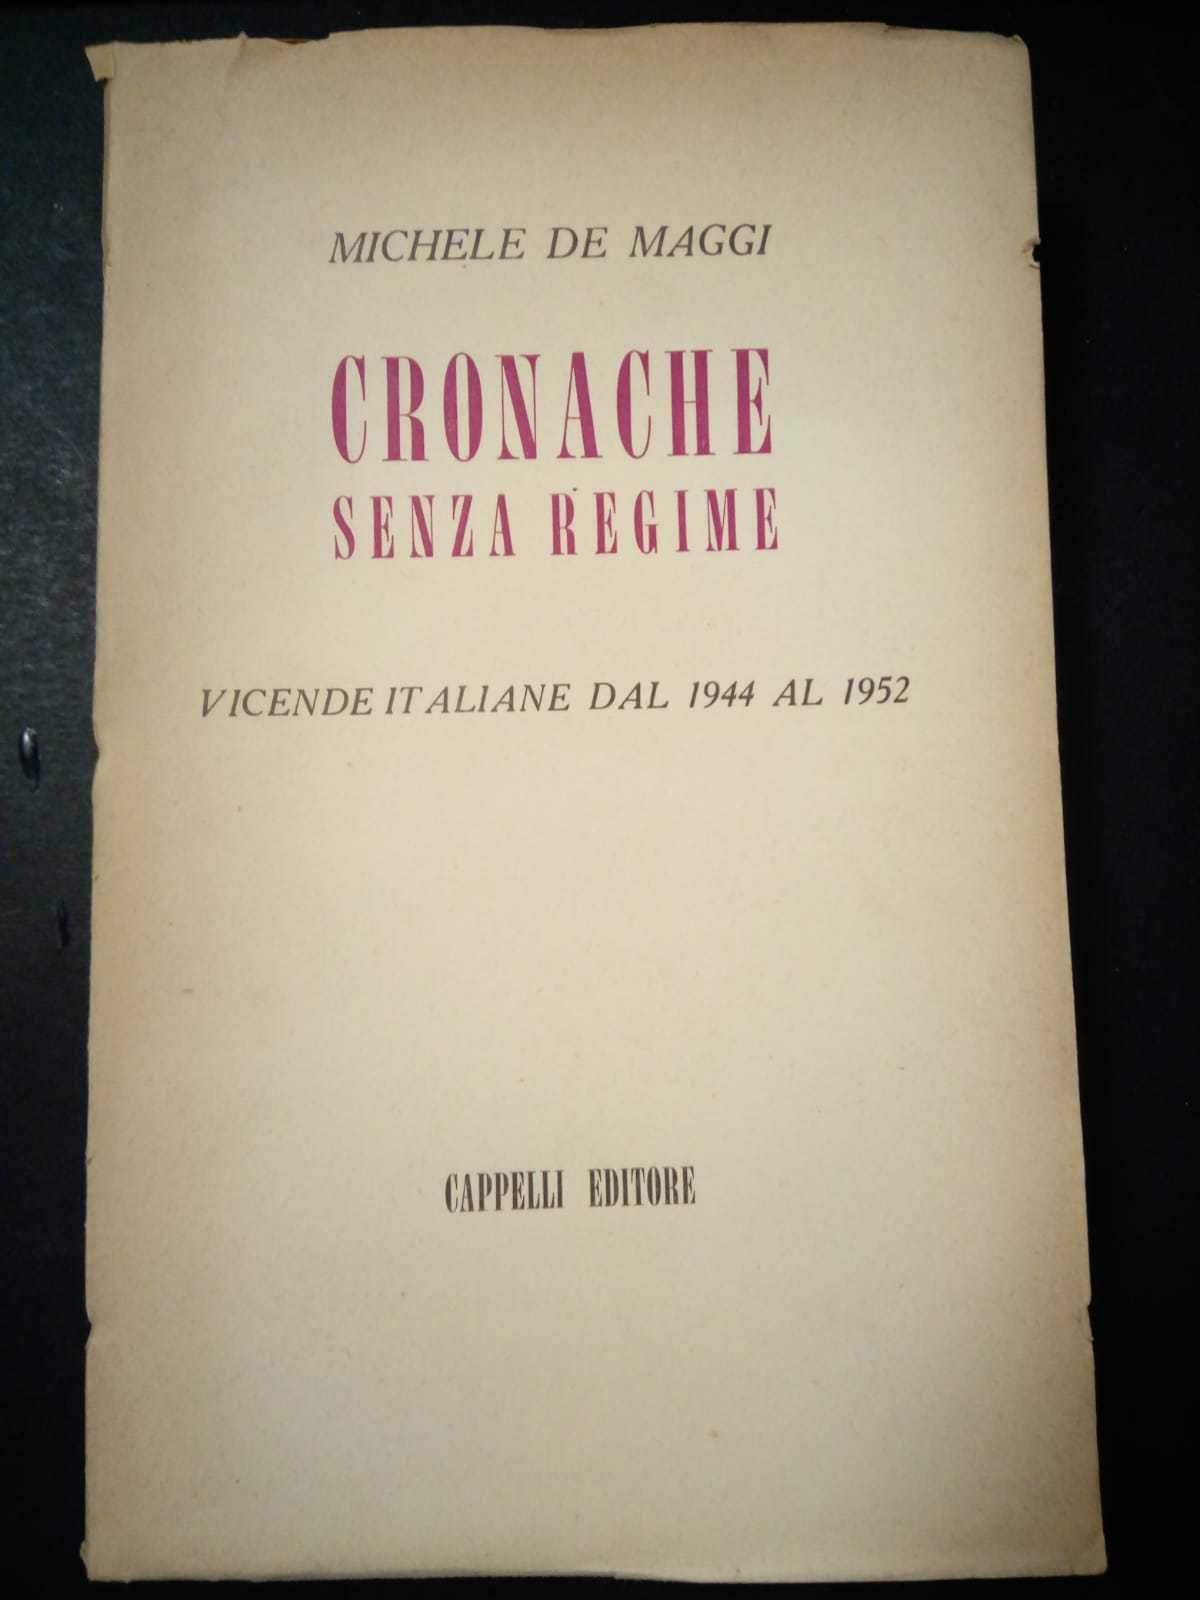 MICHELE DE MAGGI
CRONACHE
SENZA REGIME
VICENDE ITALIANE DAL 1944 AL 1952
CAPPELLI EDITORE